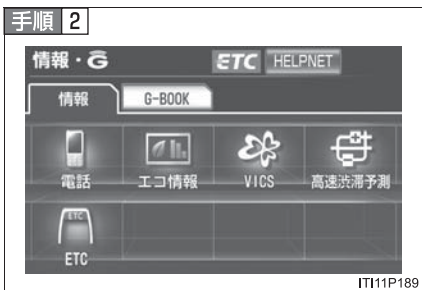 手順 2
情報・G ETC HELPNET
情報 G-BOOK
電話 エコ情報 VICS 高速渋滞予測
ETC
ETC
ITI11P189